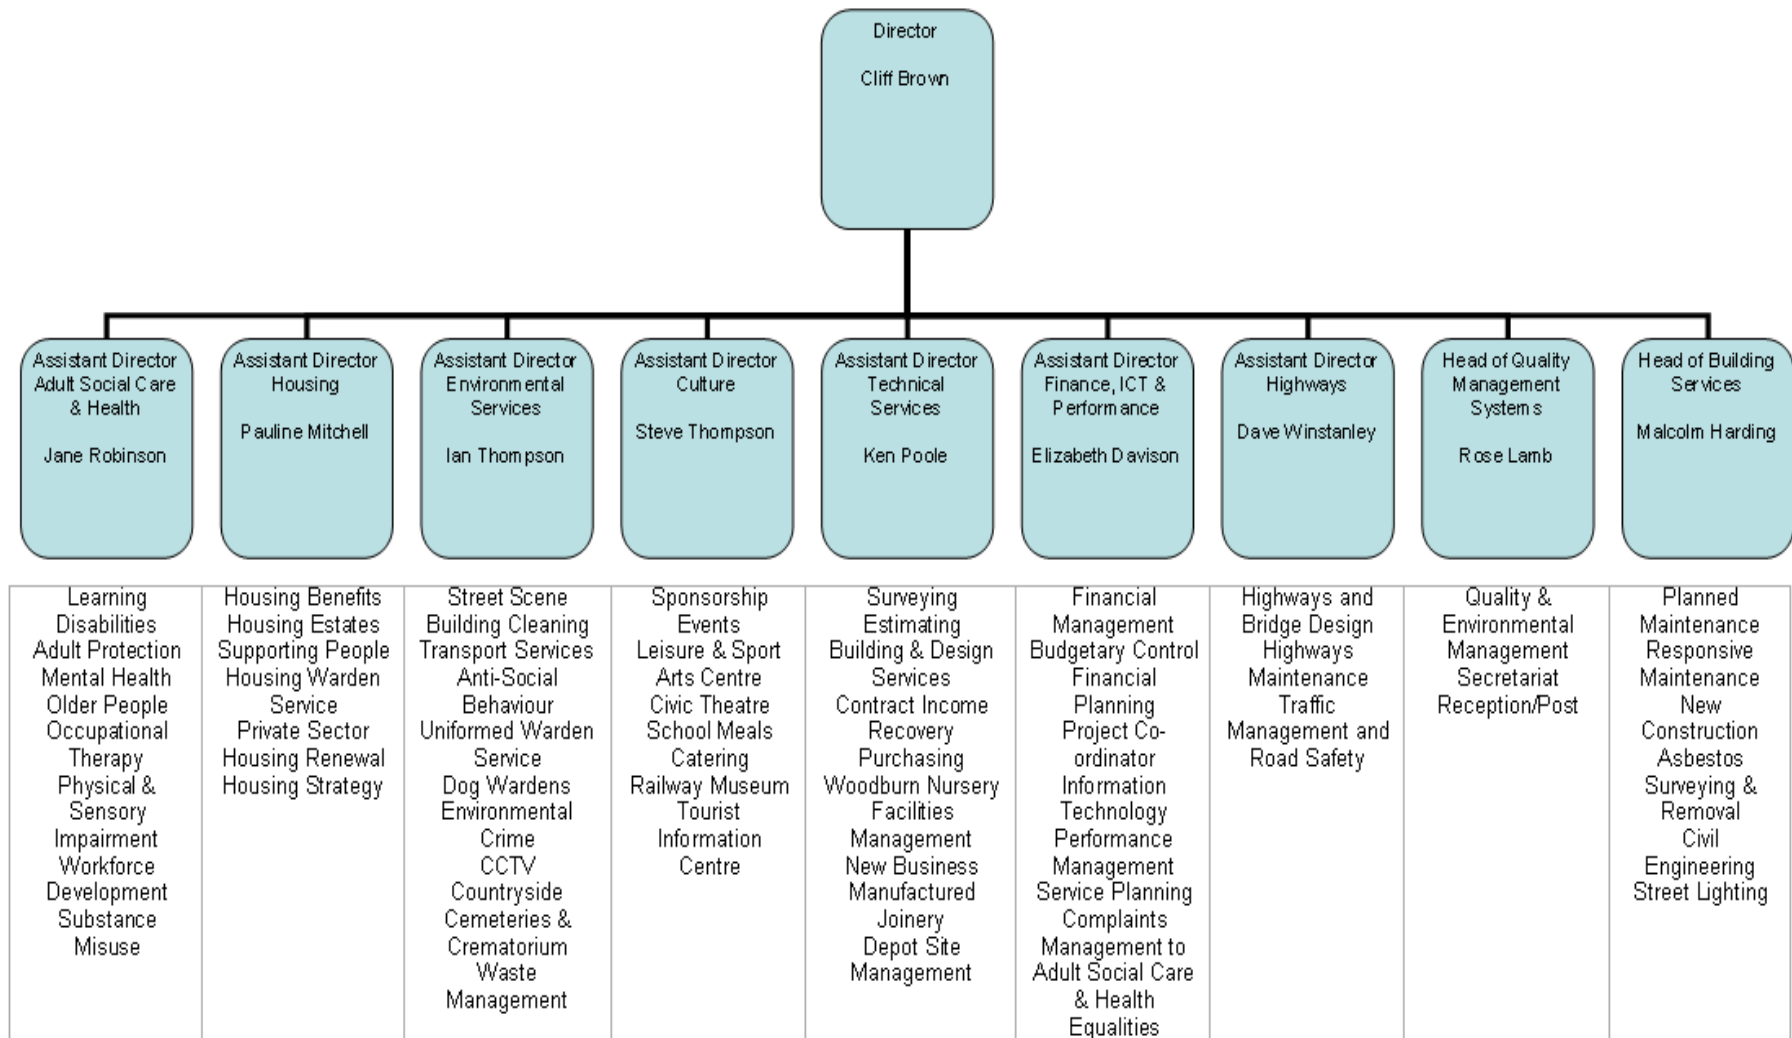 Director
Cliff Brown
Assistant Director
Adult Social Care
& Health
Jane Robinson
Assistant Director
Housing
Pauline Mitchell
Assistant Director
Environmental
Services
Ian Thompson
Assistant Director
Culture
Steve Thompson
Assistant Director
Technical
Services
Ken Poole
Assistant Director
Finance, ICT &
Performance
Elizabeth Davison
Assistant Director
Highways
Dave Winstanley
Head of Quality
Management
Systems
Rose Lamb
Head of Building
Services
Malcolm Harding
Learning
Disabilities
Adult Protection
Mental Health
Older People
Occupational
Therapy
Physical &
Sensory
Impairment
Workforce
Development
Substance
Misuse
Housing Benefits
Housing Estates
Supporting People
Housing Warden
Service
Private Sector
Housing Renewal
Housing Strategy
Street Scene
Building Cleaning
Transport Services
Anti-Social
Behaviour
Uniformed Warden
Service
Dog Wardens
Environmental
Crime
CCTV
Countryside
Cemeteries &
Crematorium
Waste
Management
Sponsorship
Events
Leisure & Sport
Arts Centre
Civic Theatre
School Meals
Catering
Railway Museum
Tourist
Information
Centre
Surveying
Estimating
Building & Design
Services
Contract Income
Recovery
Purchasing
Woodburn Nursery
Facilities
Management
New Business
Manufactured
Joinery
Depot Site
Management
Financial
Management
Budgetary Control
Financial
Planning
Project Co-
ordinator
Information
Technology
Performance
Management
Service Planning
Complaints
Management to
Adult Social Care
& Health
Equalities
Highways and
Bridge Design
Highways
Maintenance
Traffic
Management and
Road Safety
Quality &
Environmental
Management
Secretariat
Reception/Post
Planned
Maintenance
Responsive
Maintenance
New
Construction
Asbestos
Surveying &
Removal
Civil
Engineering
Street Lighting